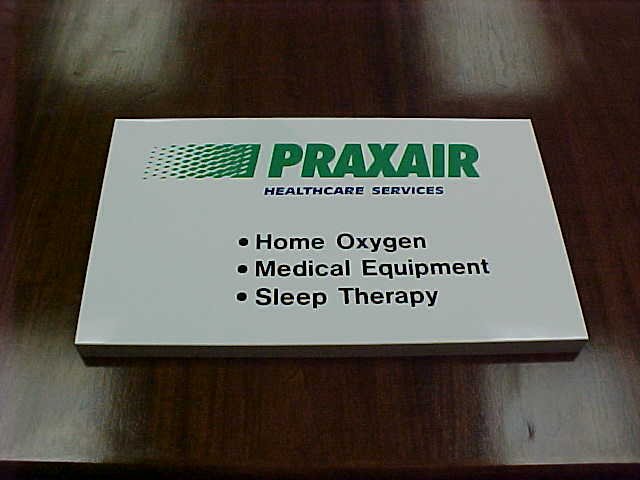 PRAXAIR
HEALTHCARE SERVICES
• Home Oxygen
• Medical Equipment
• Sleep Therapy